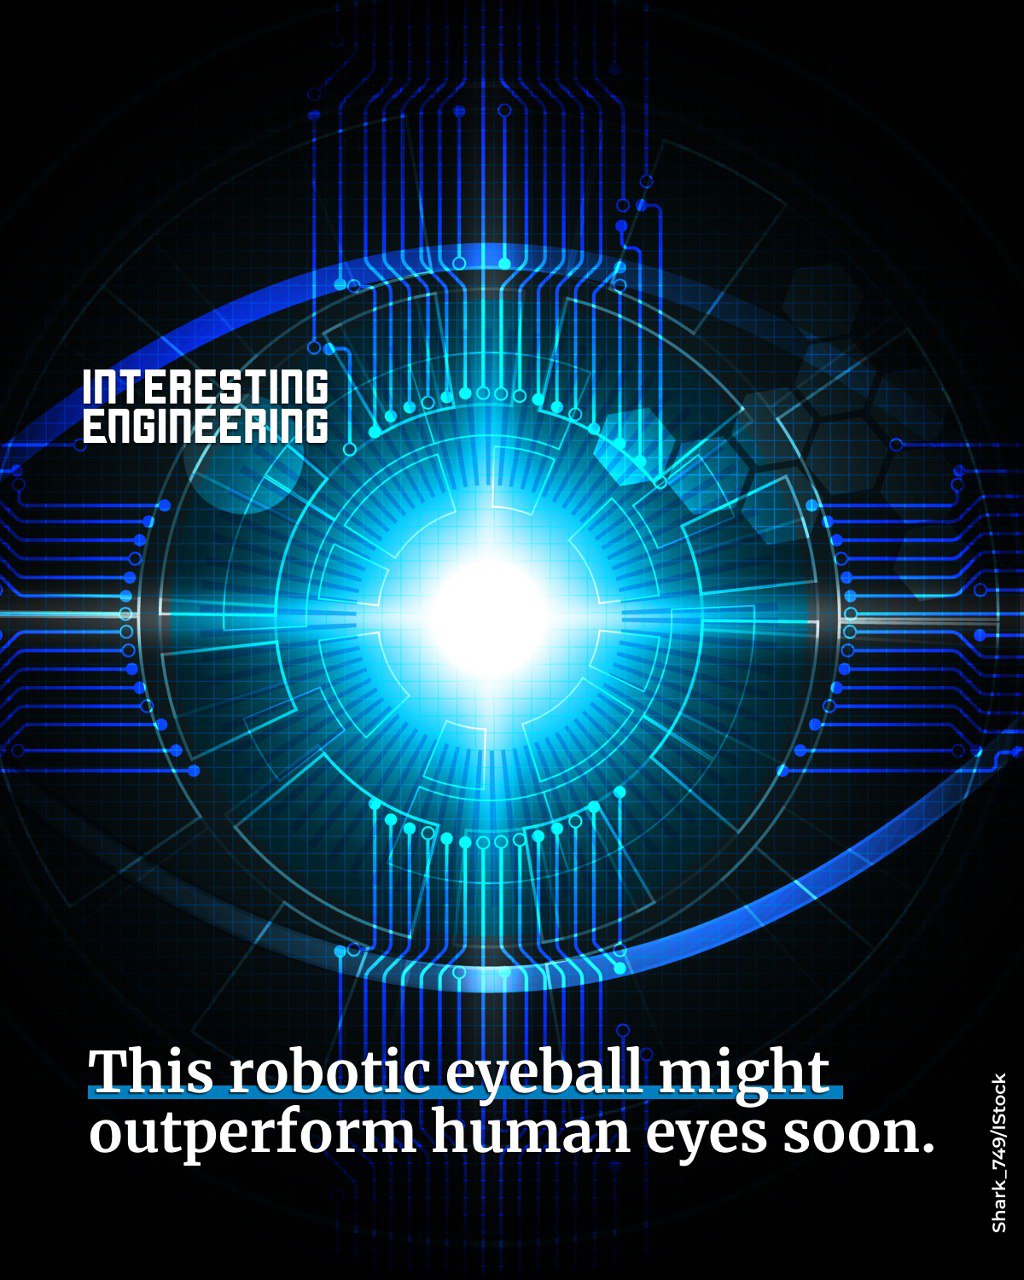 INTERESTING
ENGINEERING
This robotic eyeball might
outperform human eyes soon.
Shark_749/IStock